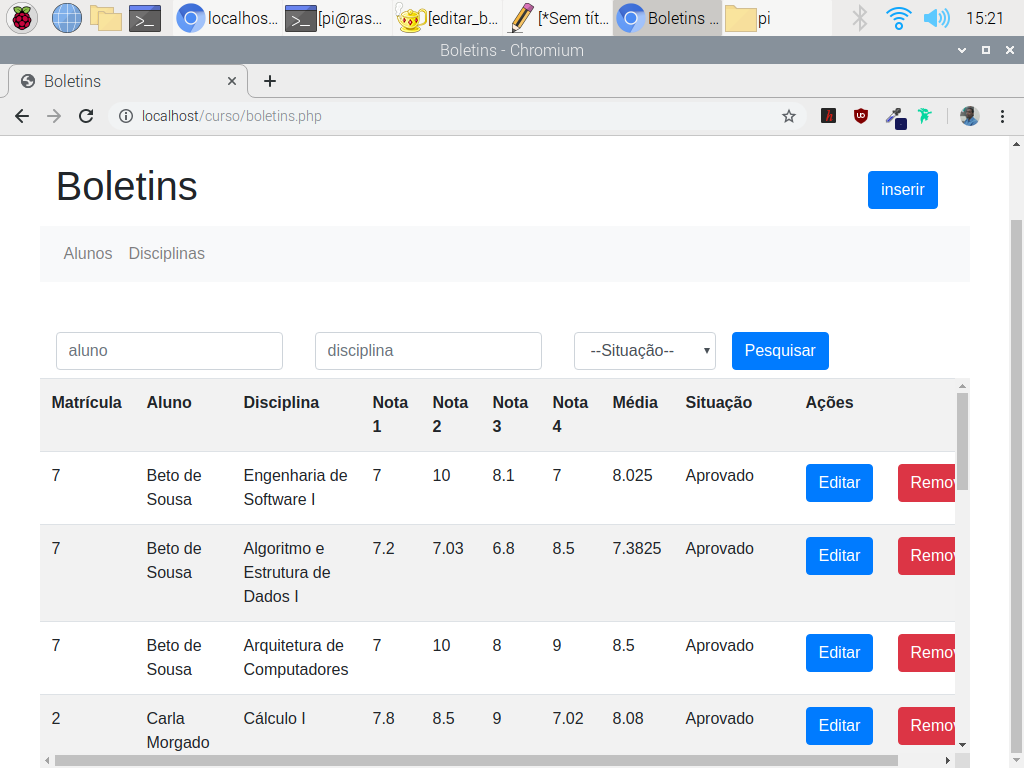 localhos... [pi@ras... [editar_b... [*Sem tít... Boletins ... pi 15:21
Boletins - Chromium
Boletins
localhost/curso/boletins.php
Boletins
inserir
Alunos Disciplinas
aluno disciplina --Situação-- Pesquisar
Matrícula Aluno Disciplina Nota 1 Nota 2 Nota 3 Nota 4 Média Situação Ações
7 Beto de Sousa Engenharia de Software I 7 10 8.1 7 8.025 Aprovado Editar Remov
7 Beto de Sousa Algoritmo e Estrutura de Dados I 7.2 7.03 6.8 8.5 7.3825 Aprovado Editar Remov
7 Beto de Sousa Arquitetura de Computadores 7 10 8 9 8.5 Aprovado Editar Remov
2 Carla Morgado Cálculo I 7.8 8.5 9 7.02 8.08 Aprovado Editar Remov